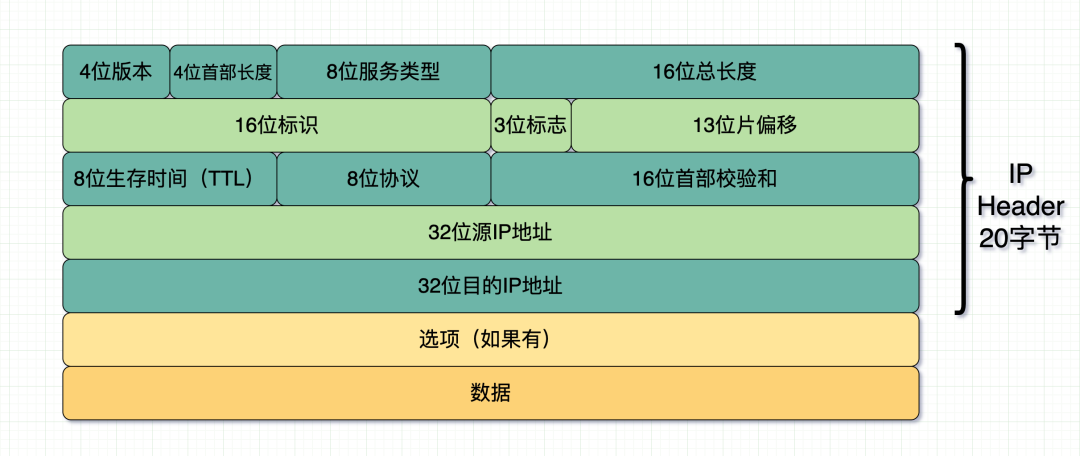 4位版本 4位首部长度 8位服务类型 16位总长度
16位标识 3位标志 13位片偏移
8位生存时间（TTL） 8位协议 16位首部校验和
32位源IP地址
32位目的IP地址
选项（如果有）
数据
IP
Header
20字节